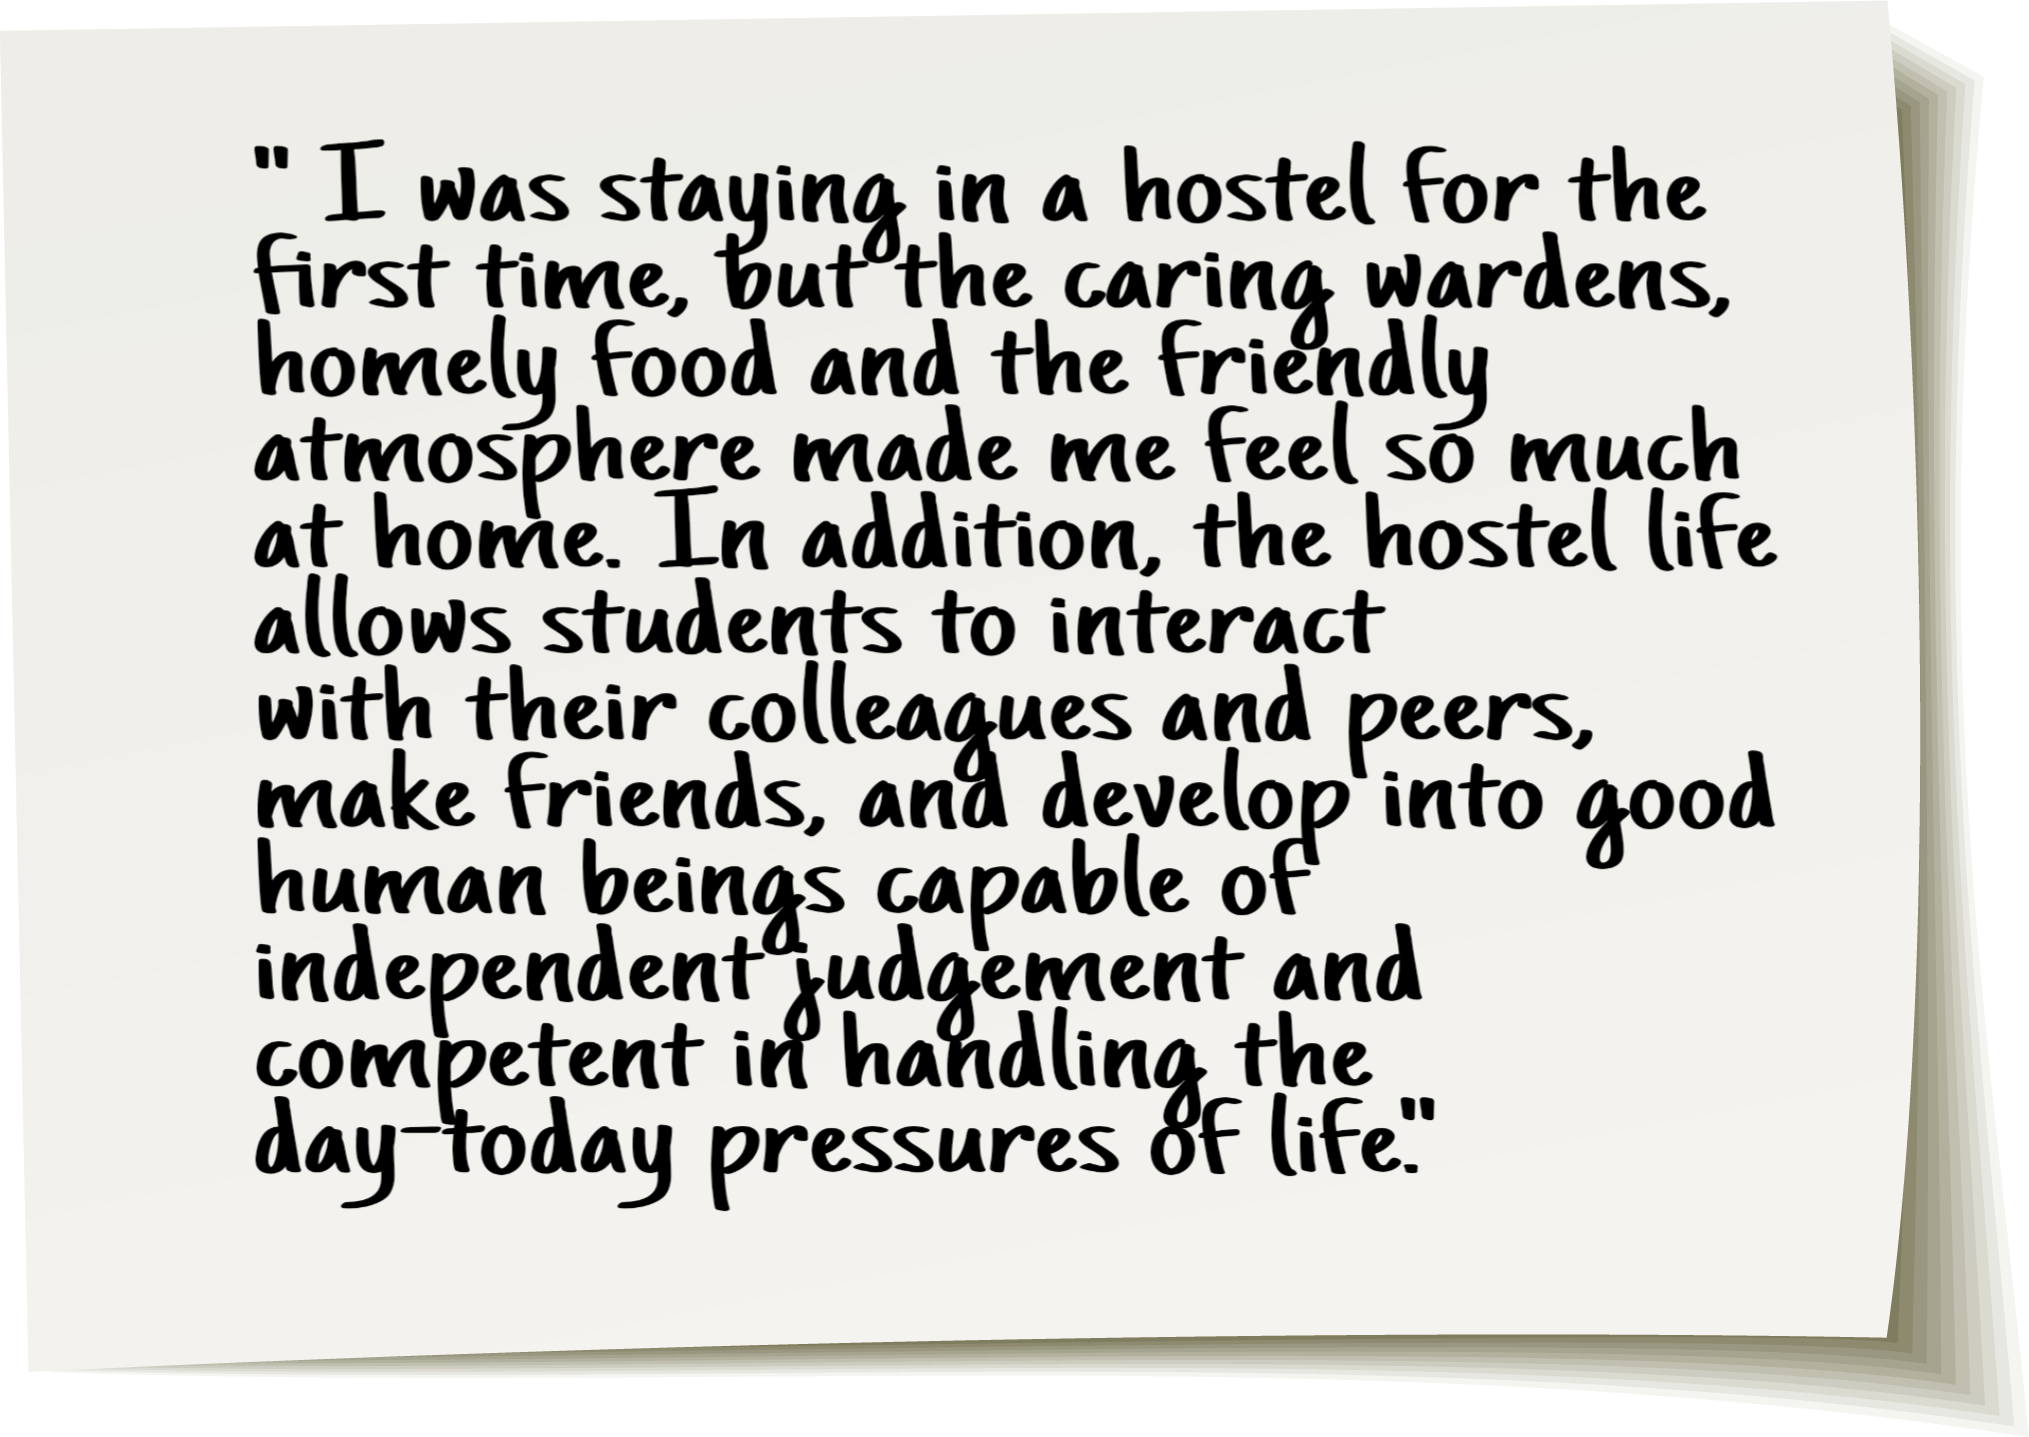 " I was staying in a hostel for the
first time, but the caring wardens,
homely food and the friendly
atmosphere made me feel so much
at home. In addition, the hostel life
allows students to interact
with their colleagues and peers,
make friends, and develop into good
human beings capable of
independent judgement and
competent in handling the
day-today pressures of life."